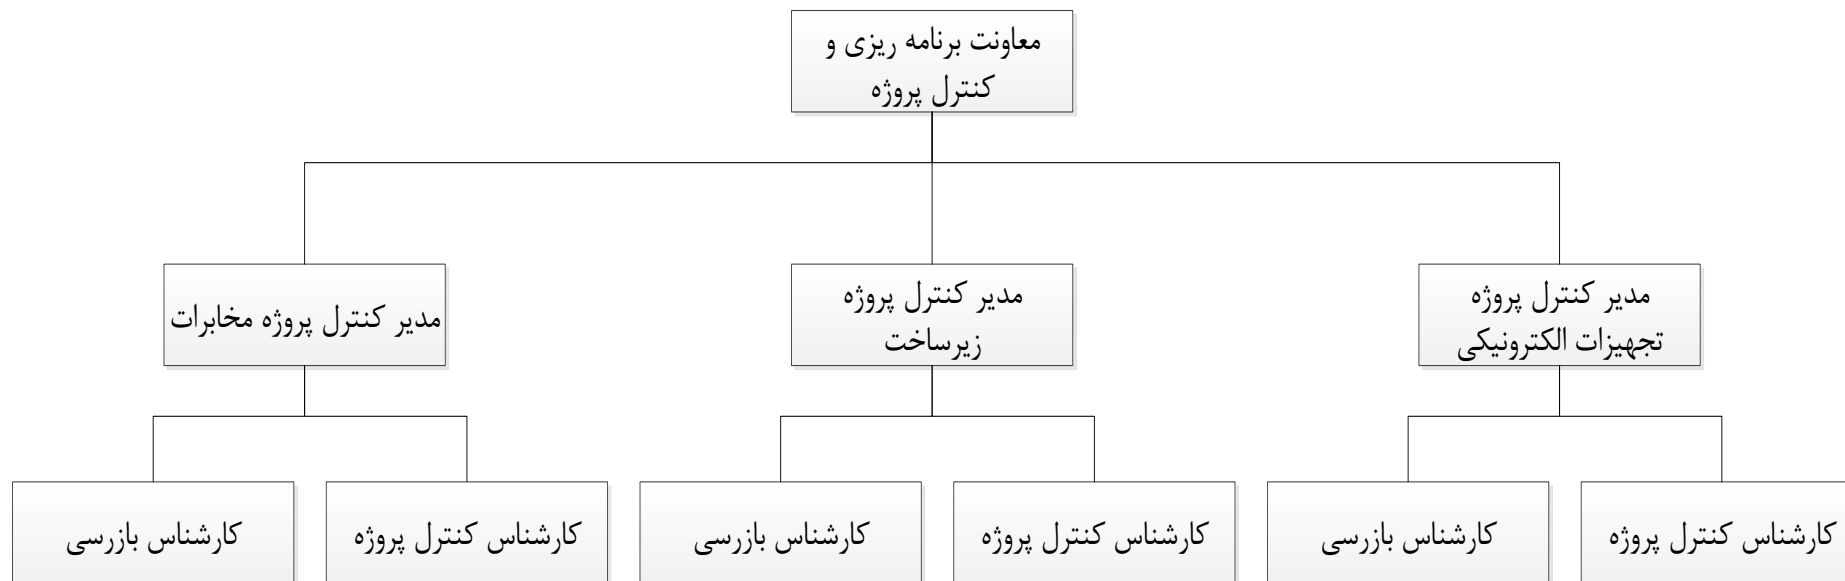 معاونت برنامه ریزی و
کنترل پروژه
مدیر کنترل پروژه
تجهیزات الکترونیکی
مدیر کنترل پروژه
زیرساخت
مدیر کنترل پروژه مخابرات
کارشناس کنترل پروژه
کارشناس بازرسی
کارشناس کنترل پروژه
کارشناس بازرسی
کارشناس کنترل پروژه
کارشناس بازرسی